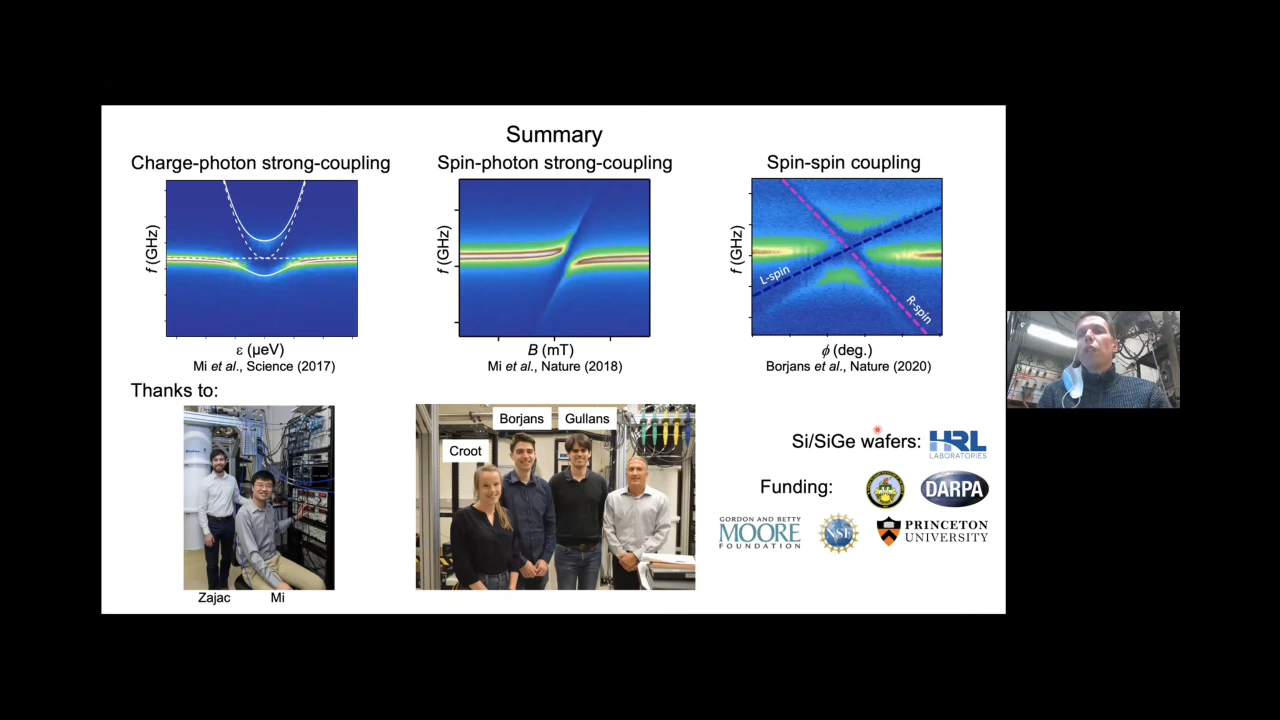 Summary
Charge-photon strong-coupling
Spin-photon strong-coupling
Spin-spin coupling
f (GHz)
f (GHz)
f (GHz)
L-spin
R-spin
ε (µeV)
B (mT)
ϕ (deg.)
Mi et al., Science (2017)
Mi et al., Nature (2018)
Borjans et al., Nature (2020)
Thanks to:
Zajac
Mi
Croot
Borjans
Gullans
Si/SiGe wafers:
HRL
LABORATORIES
Funding:
DARPA
GORDON AND BETTY
MOORE
FOUNDATION
NSF
PRINCETON
UNIVERSITY